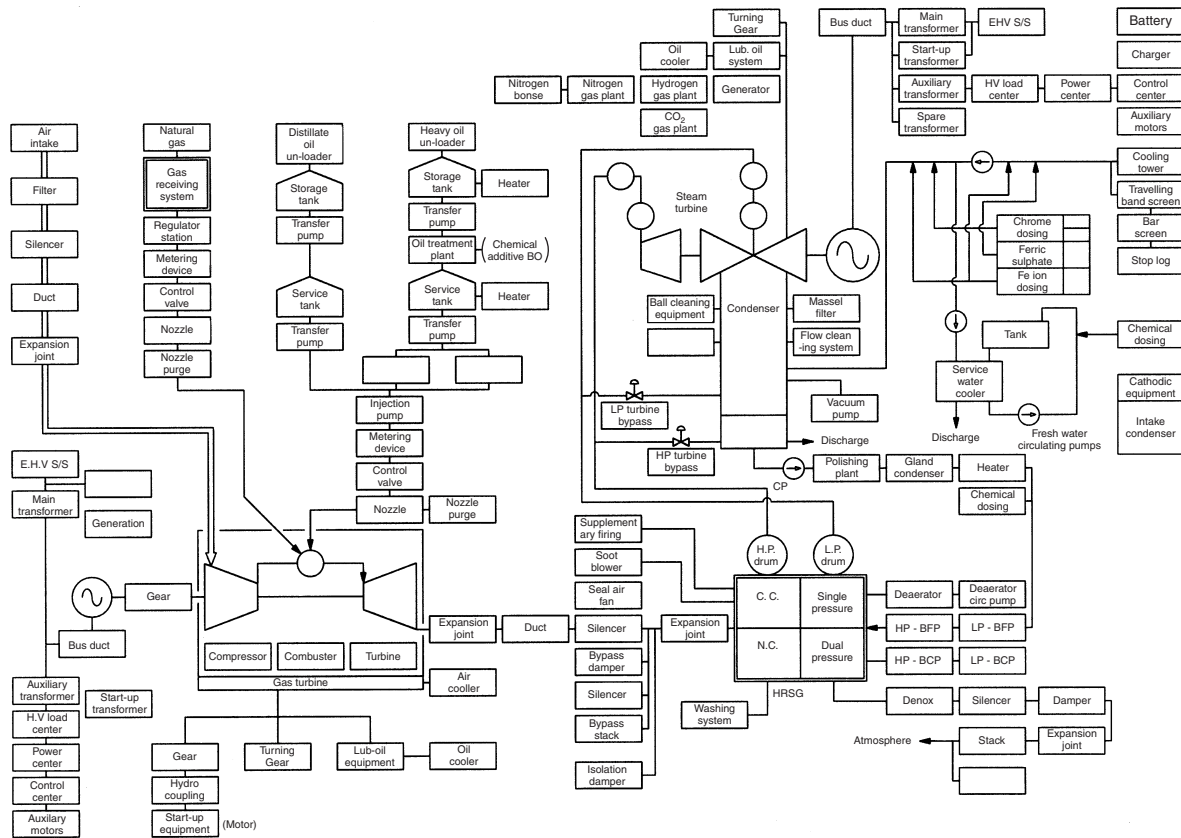 Air
intake
Filter
Silencer
Duct
Expansion
joint
Natural
gas
Gas
receiving
system
Regulator
station
Metering
device
Control
valve
Nozzle
Nozzle
purge
Distillate
oil
un-loader
Storage
tank
Transfer
pump
Service
tank
Transfer
pump
Heavy oil
un-loader
Storage
tank
Heater
Transfer
pump
Oil treatment
plant
(Chemical
additive BO)
Service
tank
Heater
Transfer
pump
Injection
pump
Metering
device
Control
valve
Nozzle
Nozzle
purge
E.H.V S/S
Main
transformer
Generation
Gear
Bus duct
Auxiliary
transformer
Start-up
transformer
H.V load
center
Power
center
Control
center
Auxilary
motors
Compressor
Combuster
Turbine
Gas turbine
Air
cooller
Gear
Hydro
coupling
Start-up
equipment
(Motor)
Turning
Gear
Lub-oil
equipment
Oil
cooler
Expansion
joint
Duct
Silencer
Expansion
joint
Bypass
damper
Silencer
Bypass
stack
Isolation
damper
Supplement
ary firing
Soot
blower
Seal air
fan
Washing
system
HRSG
H.P.
drum
L.P.
drum
C. C.
Single
pressure
N.C.
Dual
pressure
Deaerator
Deaerator
circ pump
HP - BFP
LP - BFP
HP - BCP
LP - BCP
Denox
Silencer
Damper
Expansion
joint
Stack
Atmosphere
Turning
Gear
Oil
cooler
Lub. oil
system
Nitrogen
bonse
Nitrogen
gas plant
Hydrogen
gas plant
Generator
CO2
gas plant
Steam
turbine
Condenser
Ball cleaning
equipment
Massel
filter
Flow clean
-ing system
Vacuum
pump
LP turbine
bypass
HP turbine
bypass
Discharge
CP
Polishing
plant
Gland
condenser
Heater
Chemical
dosing
Bus duct
Main
transformer
EHV S/S
Start-up
transformer
Auxiliary
transformer
HV load
center
Power
center
Control
center
Spare
transformer
Auxiliary
motors
Battery
Charger
Cooling
tower
Travelling
band screen
Bar
screen
Stop log
Chrome
dosing
Ferric
sulphate
Fe ion
dosing
Tank
Chemical
dosing
Service
water
cooler
Discharge
Fresh water
circulating pumps
Cathodic
equipment
Intake
condenser